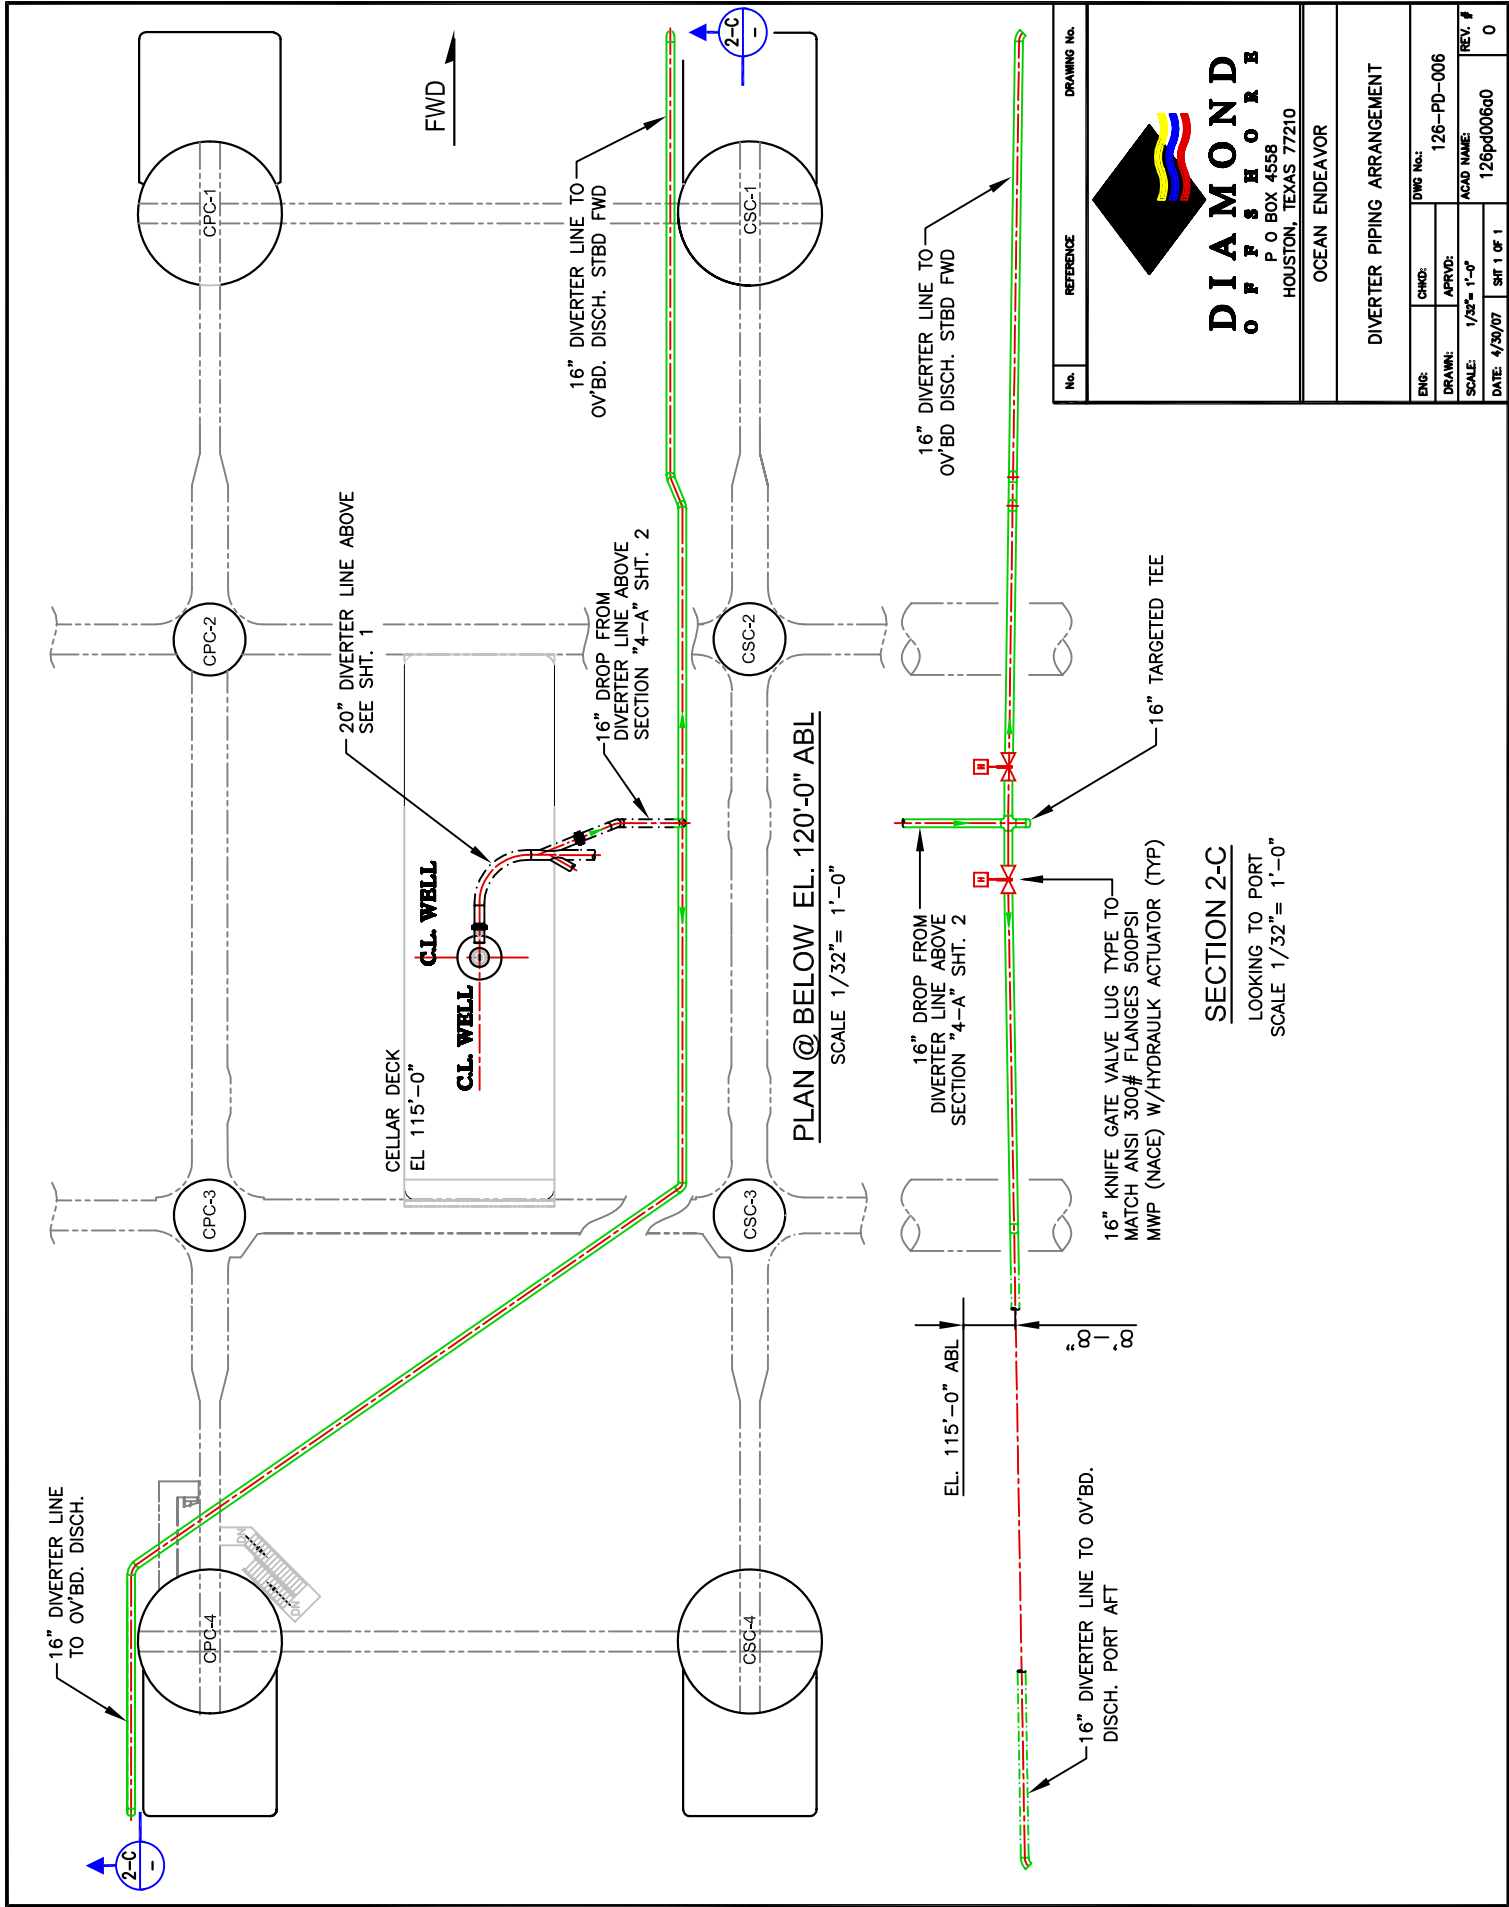 16" DIVERTER LINE
TO OV'BD. DISCH.
2-C
-
CPC-4
CPC-3
CPC-2
CPC-1
DN
DN
FWD
CELLAR DECK
EL 115'-0"
C.L. WELL
C.L. WELL
20" DIVERTER LINE ABOVE
SEE SHT. 1
16" DROP FROM
DIVERTER LINE ABOVE
SECTION "4-A" SHT. 2
16" DIVERTER LINE TO
OV'BD. DISCH. STBD FWD
2-C
-
CSC-4
CSC-3
CSC-2
CSC-1
PLAN @ BELOW EL. 120'-0" ABL
SCALE 1/32"= 1'-0"
EL. 115'-0" ABL
8'-8"
16" DROP FROM
DIVERTER LINE ABOVE
SECTION "4-A" SHT. 2
H
H
16" DIVERTER LINE TO
OV'BD DISCH. STBD FWD
16" DIVERTER LINE TO OV'BD.
DISCH. PORT AFT
16" KNIFE GATE VALVE LUG TYPE TO
MATCH ANSI 300# FLANGES 500PSI
MWP (NACE) W/HYDRAULK ACTUATOR (TYP)
16" TARGETED TEE
SECTION 2-C
LOOKING TO PORT
SCALE 1/32"= 1'-0"
No. REFERENCE DRAWING No.
DIAMOND
OFFSHORE
P O BOX 4558
HOUSTON, TEXAS 77210
OCEAN ENDEAVOR
DIVERTER PIPING ARRANGEMENT
ENG: CHKD: DWG No.:
126-PD-006
DRAWN: APRVD:
SCALE: 1/32"= 1'-0" ACAD NAME: REV. #
DATE: 4/30/07 SHT 1 OF 1 126pd006a0 0